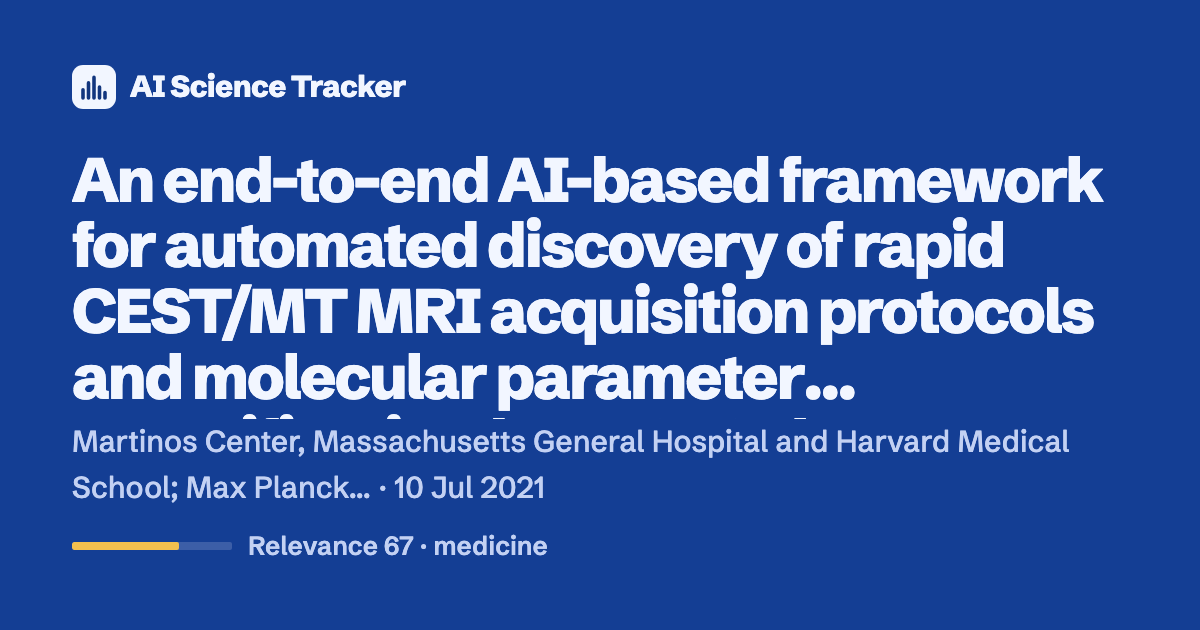 AI Science Tracker
An end-to-end AI-based framework
for automated discovery of rapid
CEST/MT MRI acquisition protocols
and molecular parameter...
Martinos Center, Massachusetts General Hospital and Harvard Medical
School; Max Planck... · 10 Jul 2021
Relevance 67 · medicine